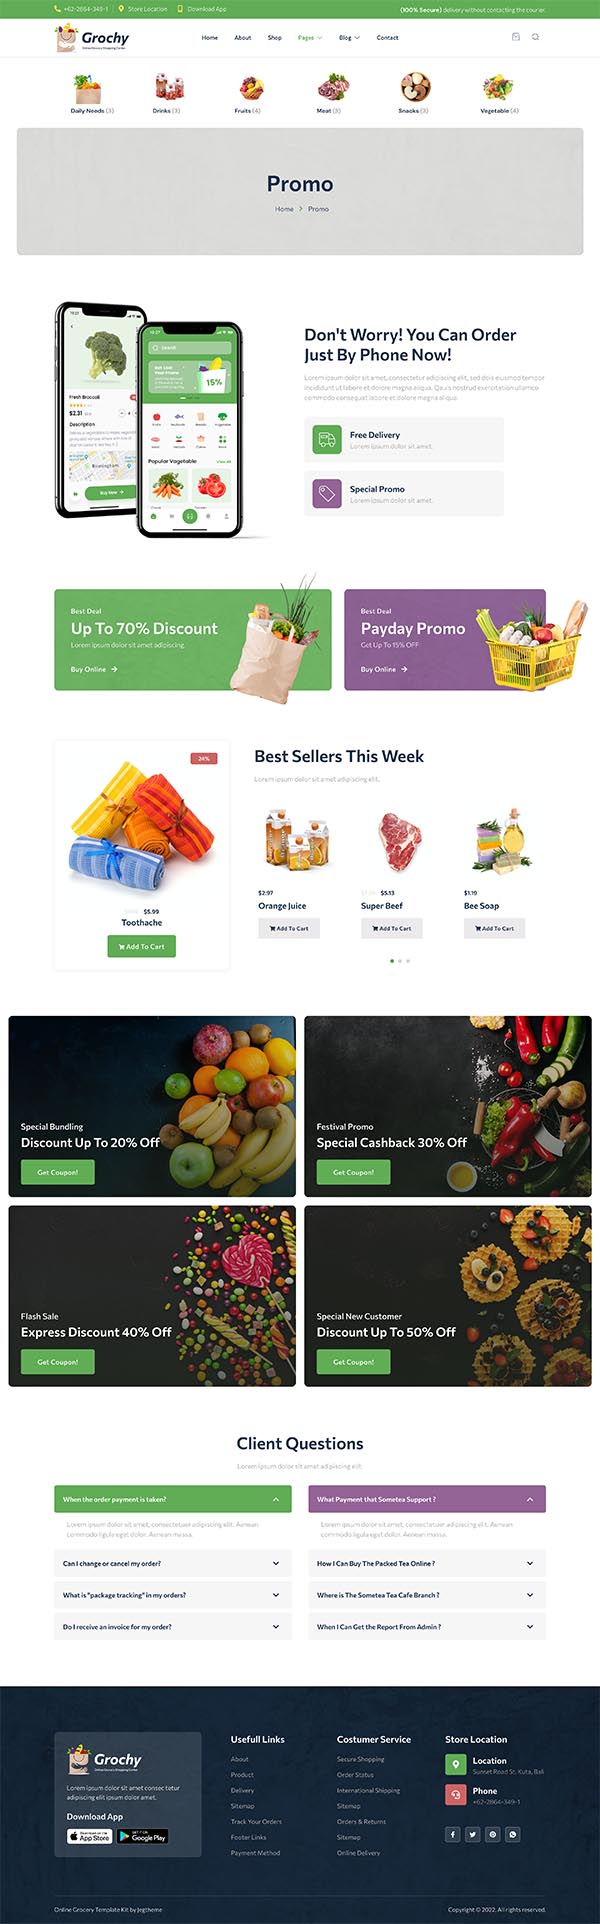 +62-2864-349-1 Store Location Download App (100% Secure) delivery without contacting the courier.
Grochy
Online Grocery Shopping Center
Home About Shop Pages Blog Contact
Daily Needs (3) Drinks (3) Fruits (4) Meat (3) Snacks (3) Vegetable (4)
Promo
Home > Promo
10:27
Fresh Broccoli
$2.31
Description
Birmingham
Buy Now
10:27
Search
15%
Popular Vagetable View All
Don't Worry! You Can Order
Just By Phone Now!
Lorem ipsum dolor sit amet, consectetur adipiscing elit, sed dois eiusmod tempor
incididunt ut labore et dolore magna aliqua. Qauis nostrud exercitation ullamco
commodo consequat labore et dolore magna aliqua.
Free Delivery
Lorem ipsum dolor sit amet.
Special Promo
Lorem ipsum dolor sit amet.
Best Deal
Up To 70% Discount
Lorem ipsum dolor sit amet adipiscing.
Buy Online
Best Deal
Payday Promo
Get Up To 15% OFF
Buy Online
24%
$5.99
Toothache
Add To Cart
Best Sellers This Week
Lorem ipsum dolor sit amet adipiscing elit.
$2.97
Orange Juice
Add To Cart
$5.13
Super Beef
Add To Cart
$1.19
Bee Soap
Add To Cart
Special Bundling
Discount Up To 20% Off
Get Coupon!
Festival Promo
Special Cashback 30% Off
Get Coupon!
Flash Sale
Express Discount 40% Off
Get Coupon!
Special New Customer
Discount Up To 50% Off
Get Coupon!
Client Questions
Lorem ipsum dolor sit amet adipiscing elit.
When the order payment is taken?
Lorem ipsum dolor sit amet, consectetuer adipiscing elit. Aenean
commodo ligula eget dolor. Aenean massa.
Can I change or cancel my order?
What is "package tracking" in my orders?
Do I receive an invoice for my order?
What Payment that Sometea Support ?
Lorem ipsum dolor sit amet, consectetuer adipiscing elit. Aenean
commodo ligula eget dolor. Aenean massa.
How I Can Buy The Packed Tea Online ?
Where is The Sometea Tea Cafe Branch ?
When I Can Get the Report From Admin ?
Grochy
Online Grocery Shopping Center
Lorem ipsum dolor sit amet consec tetur
adipiscing elit ipsum dolor amet.
Download App
Download on the
App Store
GET IT ON
Google Play
Usefull Links
About
Product
Delivery
Sitemap
Track Your Orders
Footer Links
Payment Method
Costumer Service
Secure Shopping
Order Status
International Shipping
Sitemap
Orders & Returns
Sitemap
Online Delivery
Store Location
Location
Sunset Road St. Kuta, Bali
Phone
+62-2864-349-1
Online Grocery Template Kit by Jegtheme Copyright © 2022. All rights reserved.